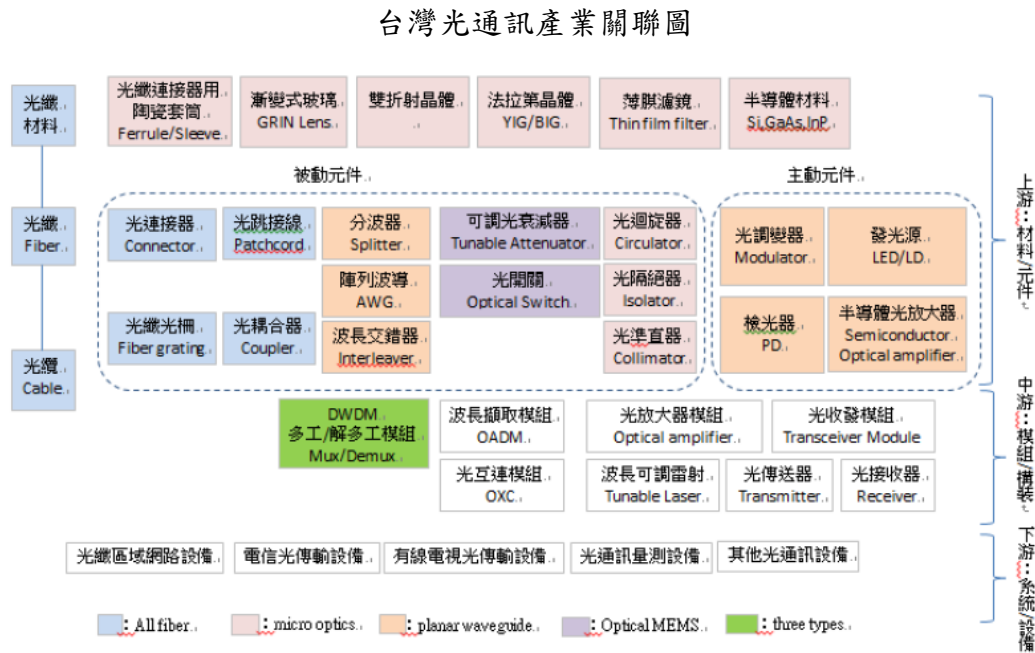 台灣光通訊產業關聯圖
光纖
材料
光纖連接器用
陶瓷套筒
Ferrule/Sleeve
漸變式玻璃
GRIN Lens
雙折射晶體
法拉第晶體
YIG/BIG
薄膜濾鏡
Thin film filter
半導體材料
Si,GaAs,InP
被動元件
主動元件
光纖
Fiber
光連接器
Connector
光跳接線
Patchcord
分波器
Splitter
可調光衰減器
Tunable Attenuator
光迴旋器
Circulator
光調變器
Modulator
發光源
LED/LD
陣列波導
AWG
光開關
Optical Switch
光隔絕器
Isolator
光纖光柵
Fiber grating
光耦合器
Coupler
波長交錯器
Interleaver
光準直器
Collimator
檢光器
PD
半導體光放大器
Semiconductor
Optical amplifier
光纜
Cable
上游：材料/元件
DWDM
多工/解多工模組
Mux/Demux
波長擷取模組
OADM
光放大器模組
Optical amplifier
光收發模組
Transceiver Module
光互連模組
OXC
波長可調雷射
Tunable Laser
光傳送器
Transmitter
光接收器
Receiver
中游：模組/構裝
光纖區域網路設備
電信光傳輸設備
有線電視光傳輸設備
光通訊量測設備
其他光通訊設備
下游：系統/設備
：All fiber
：micro optics
：planar waveguide
：Optical MEMS
：three types